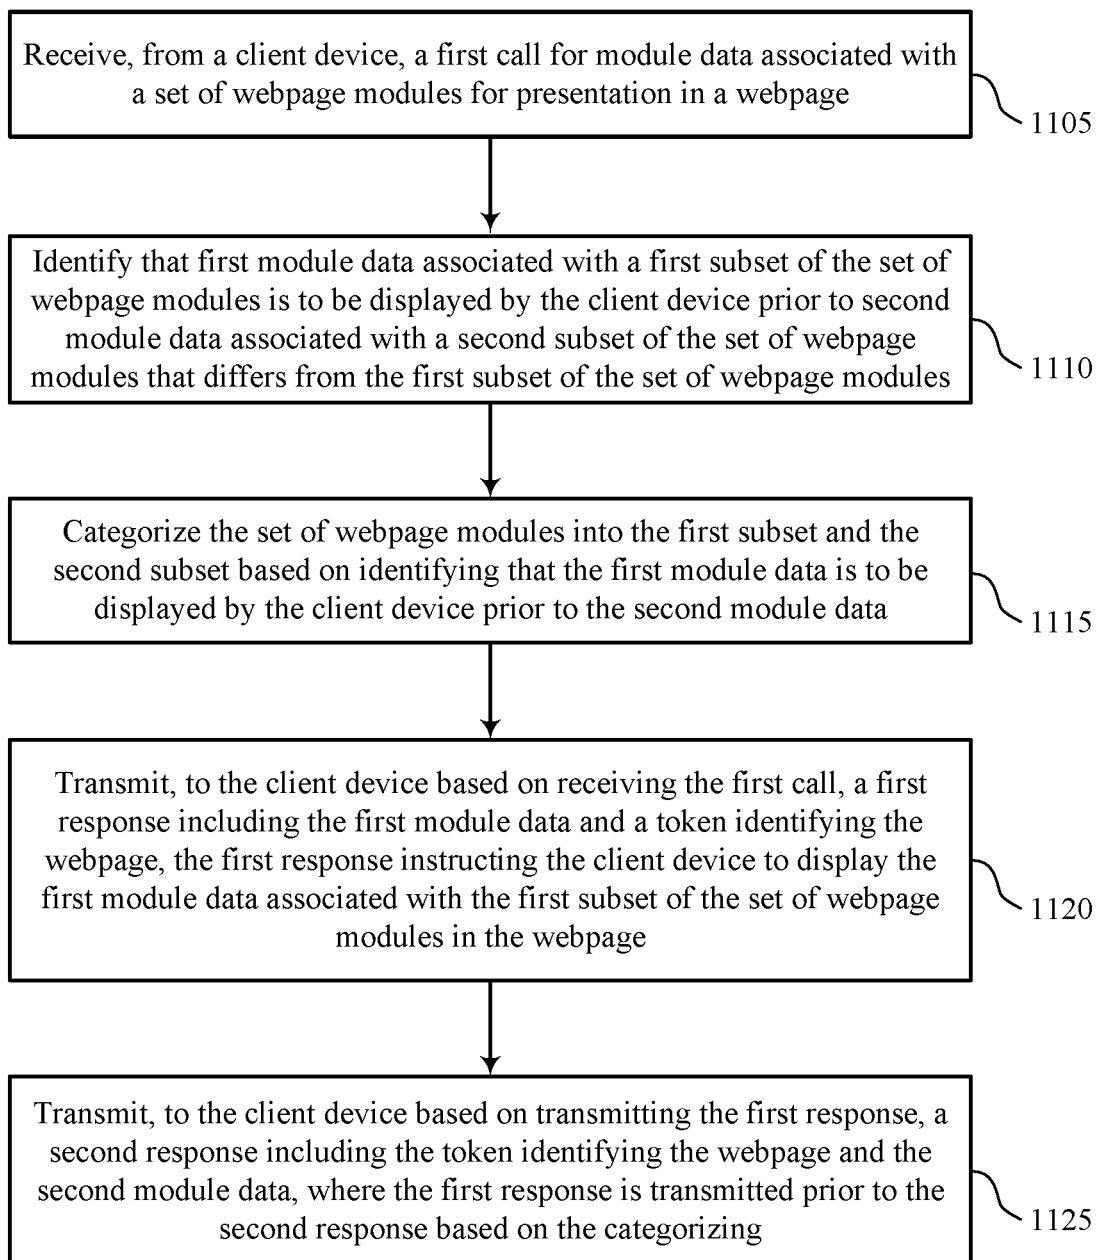 Receive, from a client device, a first call for module data associated with
a set of webpage modules for presentation in a webpage
1105
Identify that first module data associated with a first subset of the set of
webpage modules is to be displayed by the client device prior to second
module data associated with a second subset of the set of webpage
modules that differs from the first subset of the set of webpage modules
1110
Categorize the set of webpage modules into the first subset and the
second subset based on identifying that the first module data is to be
displayed by the client device prior to the second module data
1115
Transmit, to the client device based on receiving the first call, a first
response including the first module data and a token identifying the
webpage, the first response instructing the client device to display the
first module data associated with the first subset of the set of webpage
modules in the webpage
1120
Transmit, to the client device based on transmitting the first response, a
second response including the token identifying the webpage and the
second module data, where the first response is transmitted prior to the
second response based on the categorizing
1125